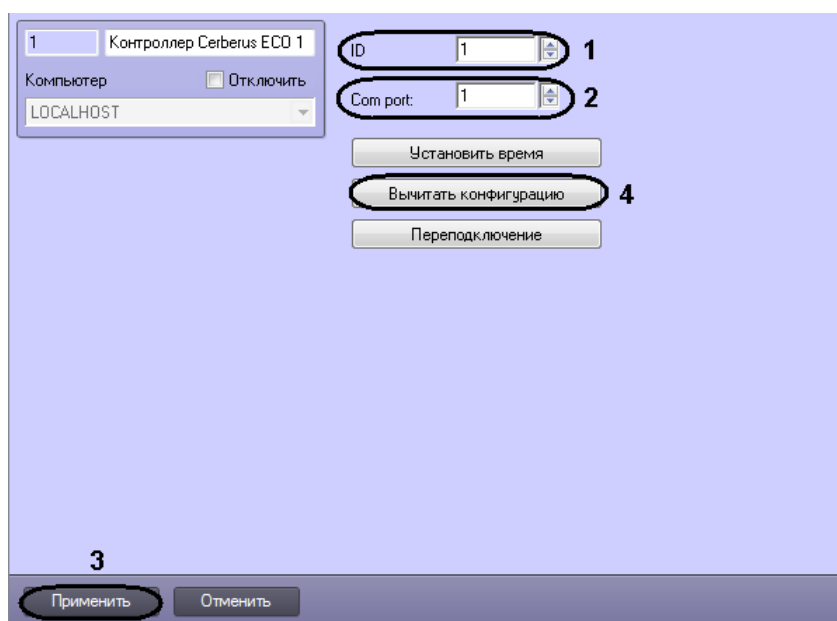 1 Контроллер Cerberus ECO 1
Компьютер Отключить
LOCALHOST
ID 1 1
Com port: 1 2
Установить время
Вычитать конфигурацию 4
Переподключение
3
Применить Отменить